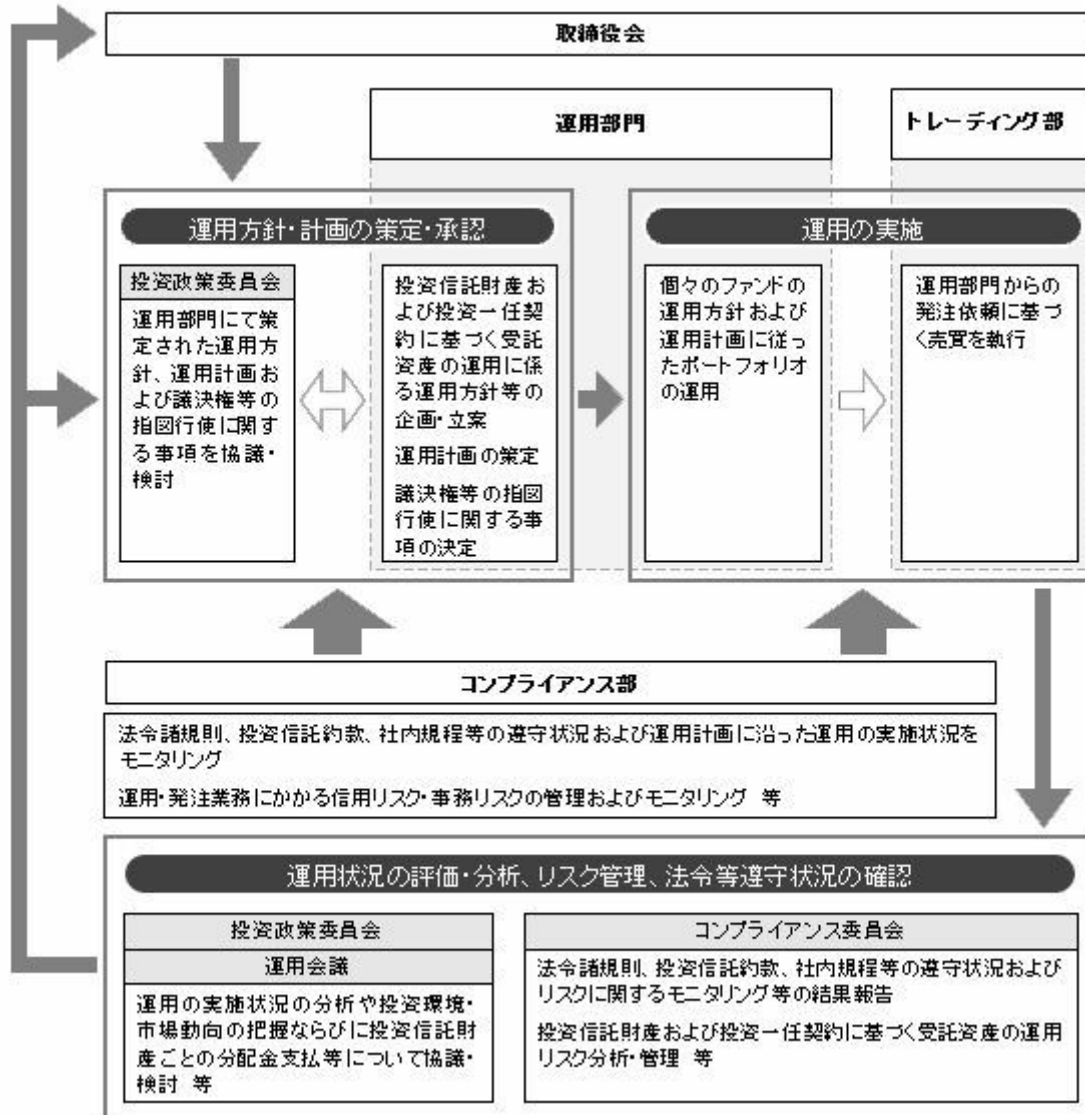 取締役会
運用部門
トレーディング部
運用方針・計画の策定・承認
投資政策委員会
運用部門にて策
定された運用方
針、運用計画お
よび議決権等の
指図行使に関す
る事項を協議・
検討
投資信託財産お
よび投資一任契
約に基づく受託
資産の運用に係
る運用方針等の
企画・立案
運用計画の策定
議決権等の指図
行使に関する事
項の決定
運用の実施
個々のファンドの
運用方針および
運用計画に従っ
たポートフォリオ
の運用
運用部門からの
発注依頼に基づ
く売買を執行
コンプライアンス部
法令諸規則、投資信託約款、社内規程等の遵守状況および運用計画に沿った運用の実施状況を
モニタリング
運用・発注業務にかかる信用リスク・事務リスクの管理およびモニタリング 等
運用状況の評価・分析、リスク管理、法令等遵守状況の確認
投資政策委員会
運用会議
運用の実施状況の分析や投資環境・
市場動向の把握ならびに投資信託財
産ごとの分配金支払等について協議・
検討 等
コンプライアンス委員会
法令諸規則、投資信託約款、社内規程等の遵守状況および
リスクに関するモニタリング等の結果報告
投資信託財産および投資一任契約に基づく受託資産の運用
リスク分析・管理 等